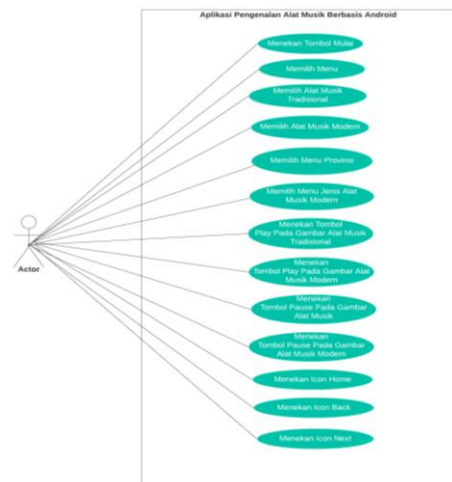 Aplikasi Pengenalan Alat Musik Berbasis Android
Menekan Tombol Mulai
Memilih Menu
Memilih Alat Musik
Tradisional
Memilih Alat Musik Modern
Memilih Menu Provinsi
Memilih Menu Jenis Alat
Musik Modern
Menekan Tombol
Play Pada Gambar Alat Musik
Tradisional
Menekan
Tombol Play Pada Gambar Alat
Musik Modern
Menekan
Tombol Pause Pada Gambar
Alat Musik
Menekan
Tombol Pause Pada Gambar
Alat Musik Modern
Menekan Icon Home
Menekan Icon Back
Menekan Icon Next
Actor